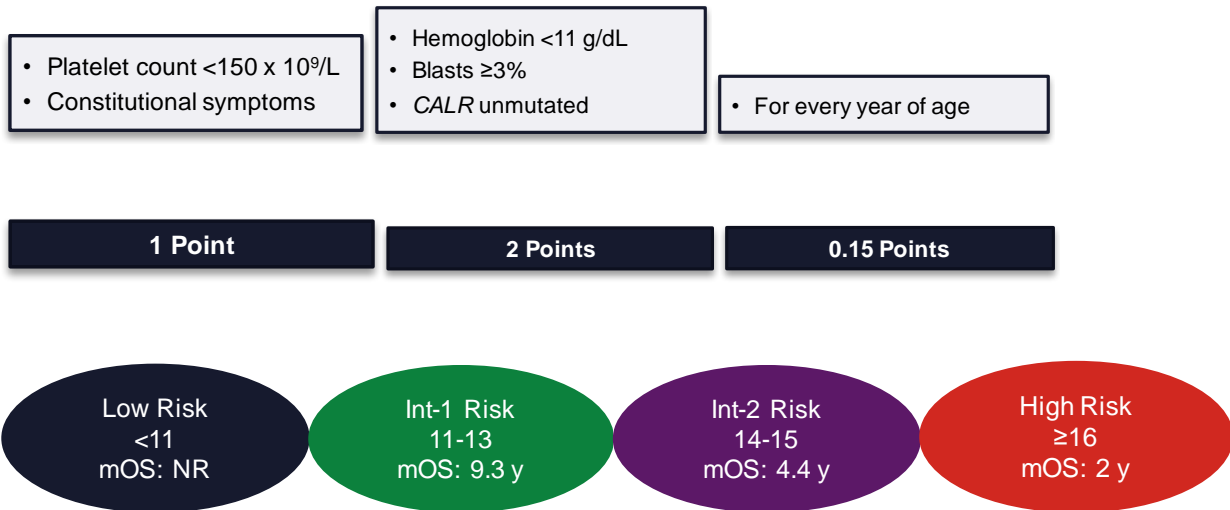 • Platelet count <150 x 10⁹/L
• Constitutional symptoms
• Hemoglobin <11 g/dL
• Blasts ≥3%
• CALR unmutated
• For every year of age
1 Point
2 Points
0.15 Points
Low Risk
<11
mOS: NR
Int-1 Risk
11-13
mOS: 9.3 y
Int-2 Risk
14-15
mOS: 4.4 y
High Risk
≥16
mOS: 2 y